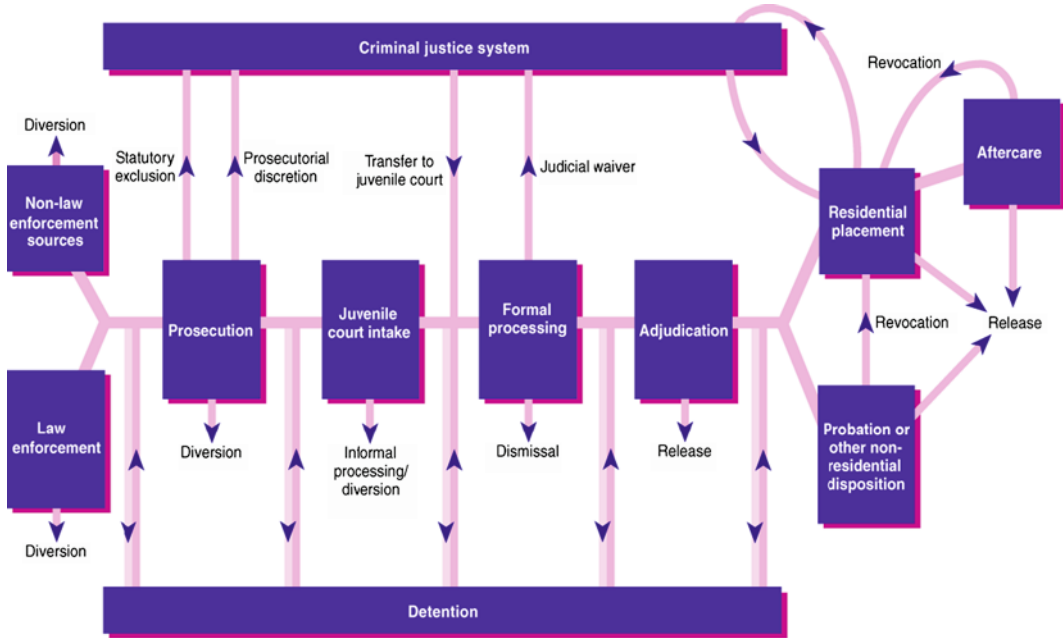 Criminal justice system
Revocation
Diversion
Aftercare
Statutory
exclusion
Prosecutorial
discretion
Transfer to
juvenile court
Judicial waiver
Non-law
enforcement
sources
Residential
placement
Prosecution
Juvenile
court intake
Formal
processing
Adjudication
Revocation
Release
Law
enforcement
Diversion
Informal
processing/
diversion
Dismissal
Release
Probation or
other non-
residential
disposition
Diversion
Detention